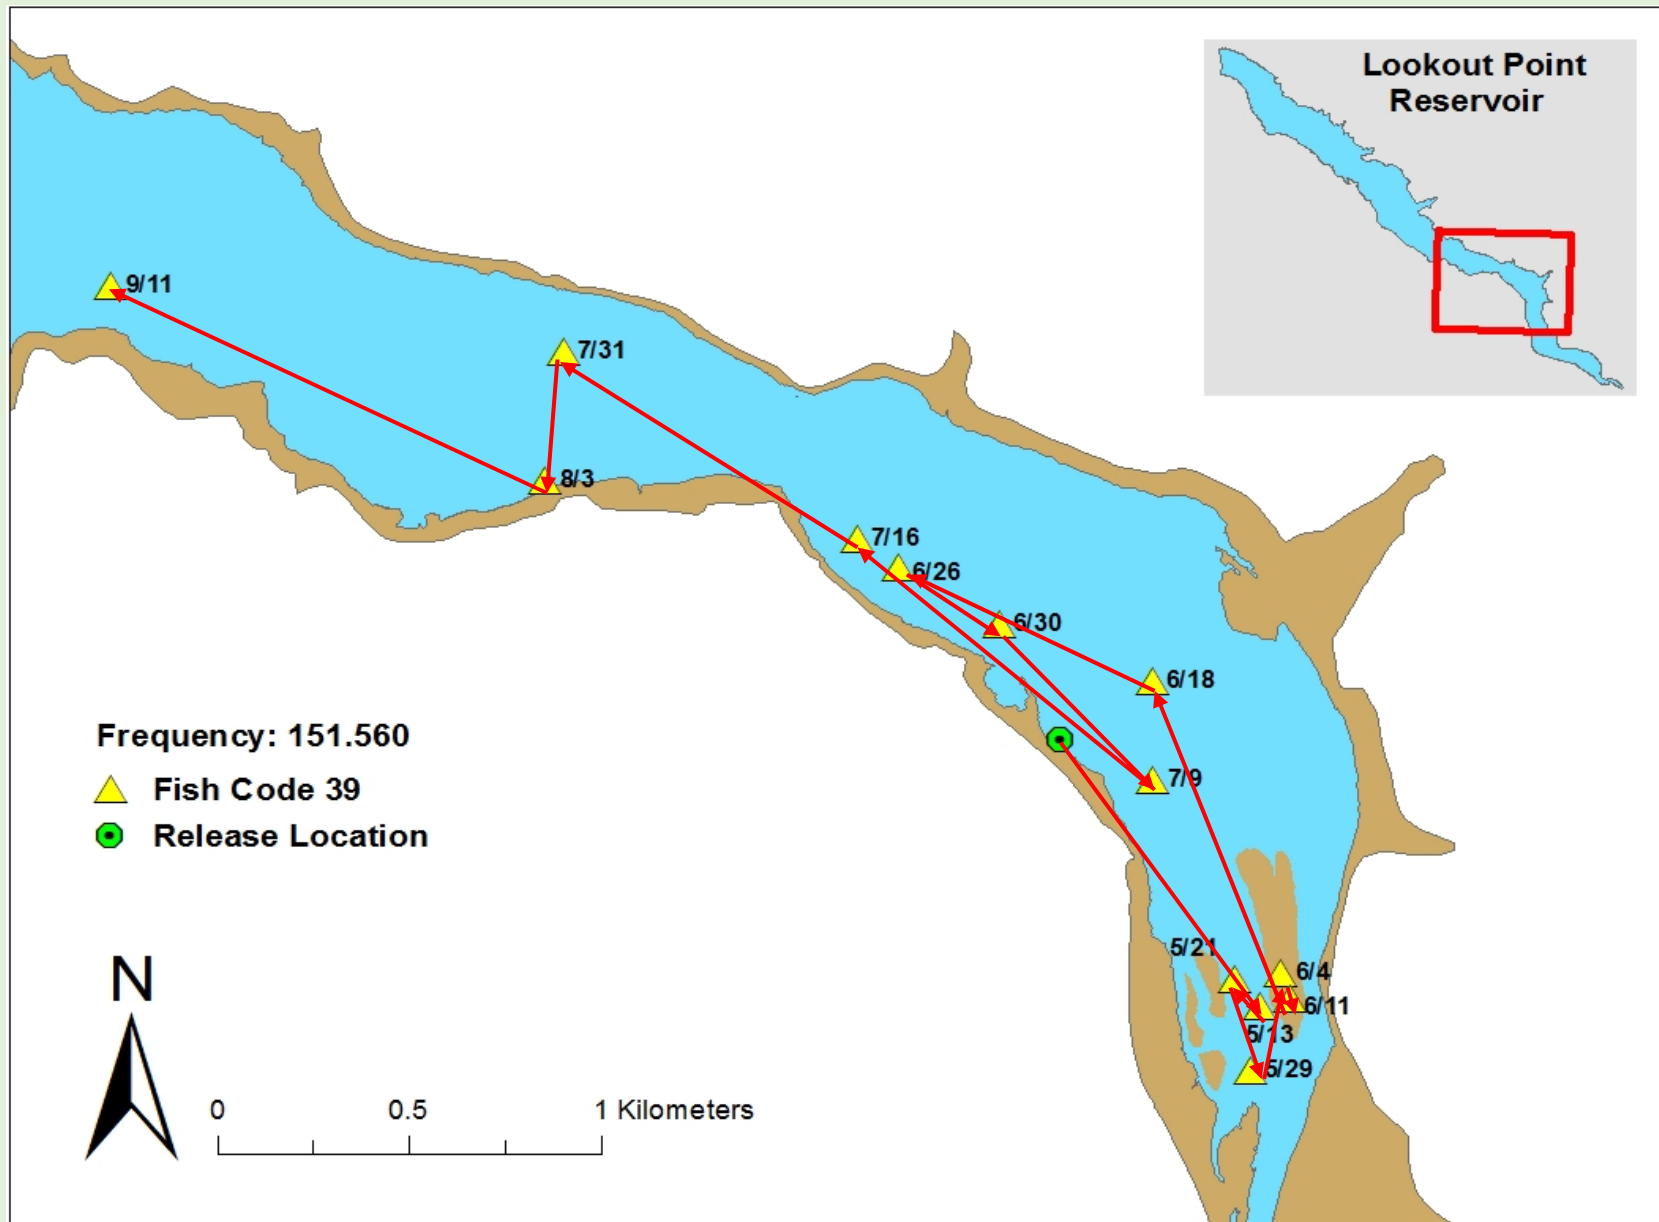 Lookout Point
Reservoir
9/11
7/31
8/3
7/16
6/26
6/30
6/18
7/9
Frequency: 151.560
Fish Code 39
Release Location
5/21
6/4
6/11
5/13
5/29
N
0 0.5 1 Kilometers